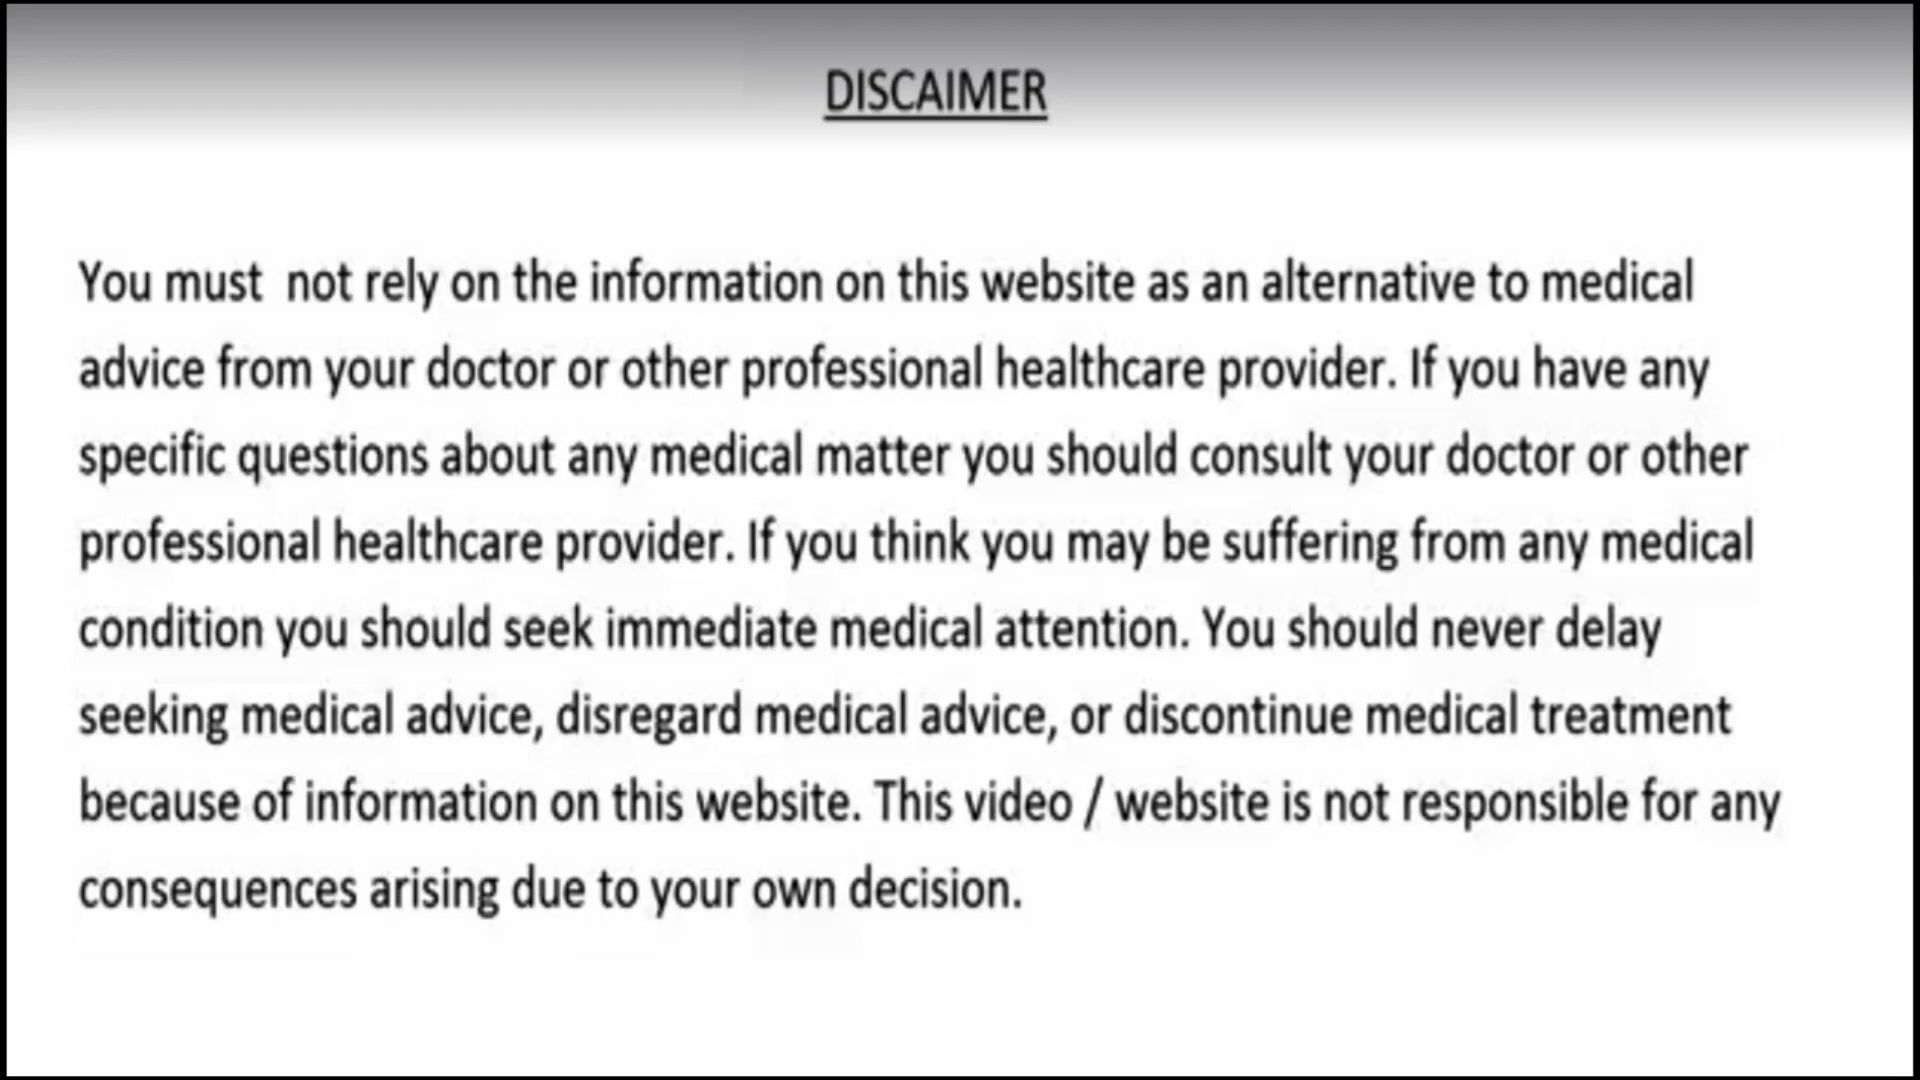 DISCAIMER
You must  not rely on the information on this website as an alternative to medical
advice from your doctor or other professional healthcare provider. If you have any
specific questions about any medical matter you should consult your doctor or other
professional healthcare provider. If you think you may be suffering from any medical
condition you should seek immediate medical attention. You should never delay
seeking medical advice, disregard medical advice, or discontinue medical treatment
because of information on this website. This video / website is not responsible for any
consequences arising due to your own decision.